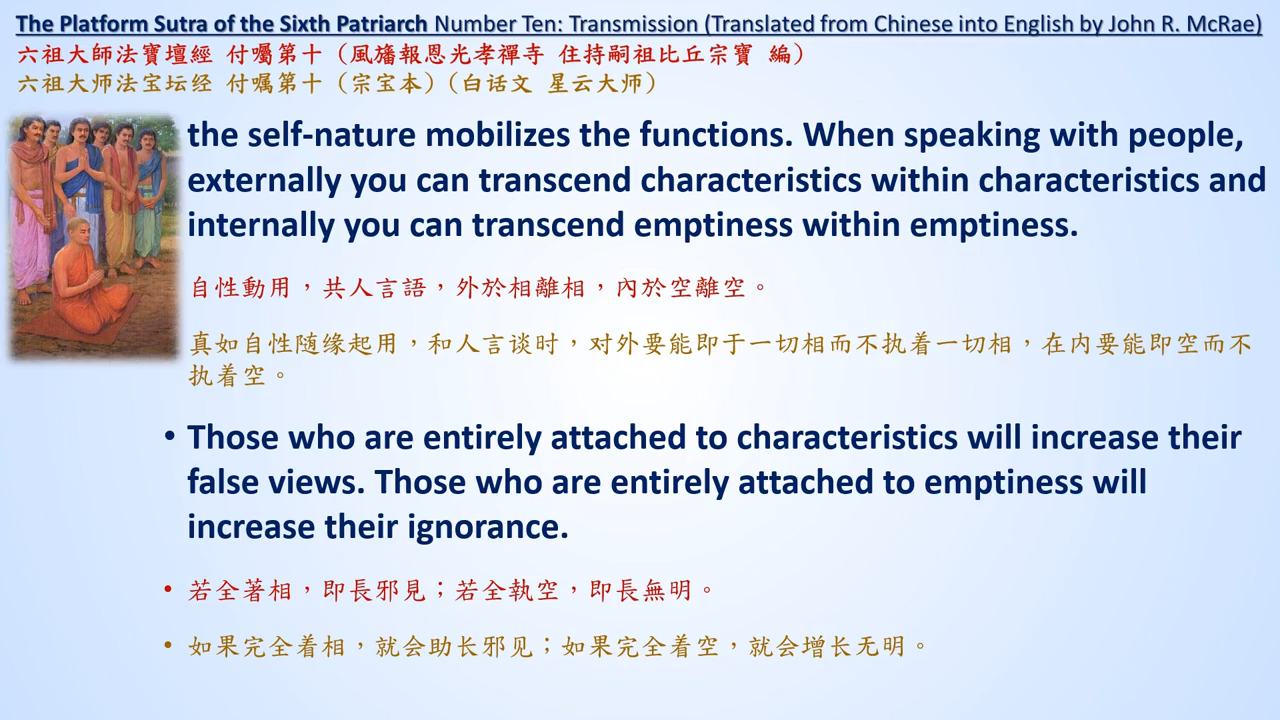 The Platform Sutra of the Sixth Patriarch Number Ten: Transmission (Translated from Chinese into English by John R. McRae)
六祖大師法寶壇經 付囑第十（風旛報恩光孝禪寺 住持嗣祖比丘宗寶 編）
六祖大师法宝坛经 付嘱第十（宗宝本）（白话文 星云大师）
the self-nature mobilizes the functions. When speaking with people,
externally you can transcend characteristics within characteristics and
internally you can transcend emptiness within emptiness.
自性動用，共人言語，外於相離相，內於空離空。
真如自性随缘起用，和人言谈时，对外要能即于一切相而不执着一切相，在内要能即空而不
执着空。
• Those who are entirely attached to characteristics will increase their
false views. Those who are entirely attached to emptiness will
increase their ignorance.
• 若全著相，即長邪見；若全執空，即長無明。
• 如果完全着相，就会助长邪见；如果完全着空，就会增长无明。